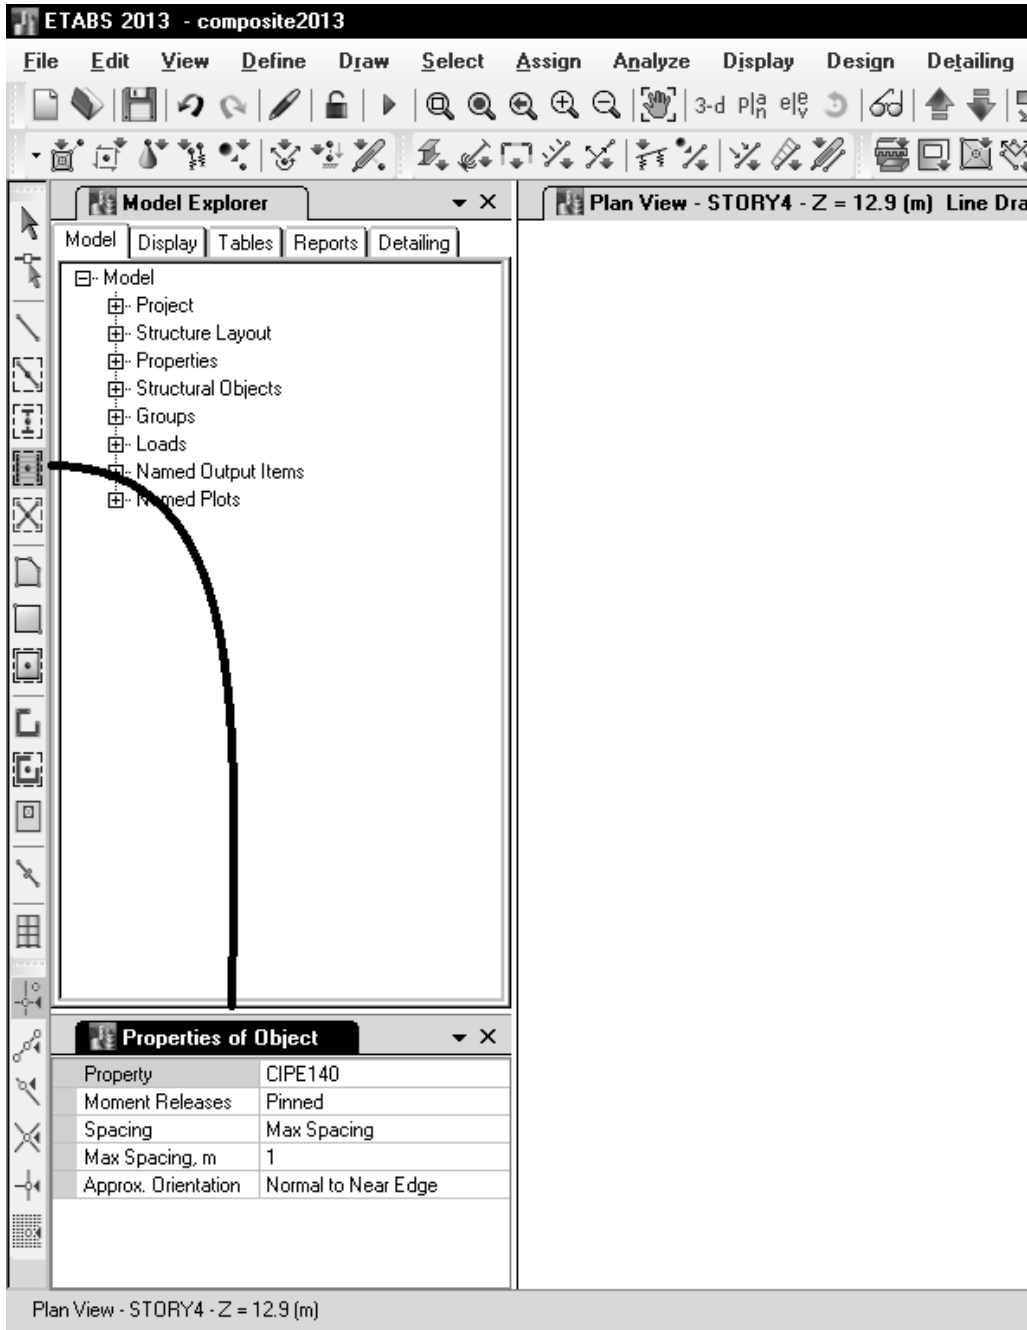 ETABS 2013 - composite2013
File Edit View Define Draw Select Assign Analyze Display Design Detailing
3-d
Model Explorer
Plan View - STORY4 - Z = 12.9 (m) Line Dra
Model Display Tables Reports Detailing
Model
Project
Structure Layout
Properties
Structural Objects
Groups
Loads
Named Output Items
Named Plots
Properties of Object
Property CIPE140
Moment Releases Pinned
Spacing Max Spacing
Max Spacing, m 1
Approx. Orientation Normal to Near Edge
Plan View - STORY4 - Z = 12.9 (m)